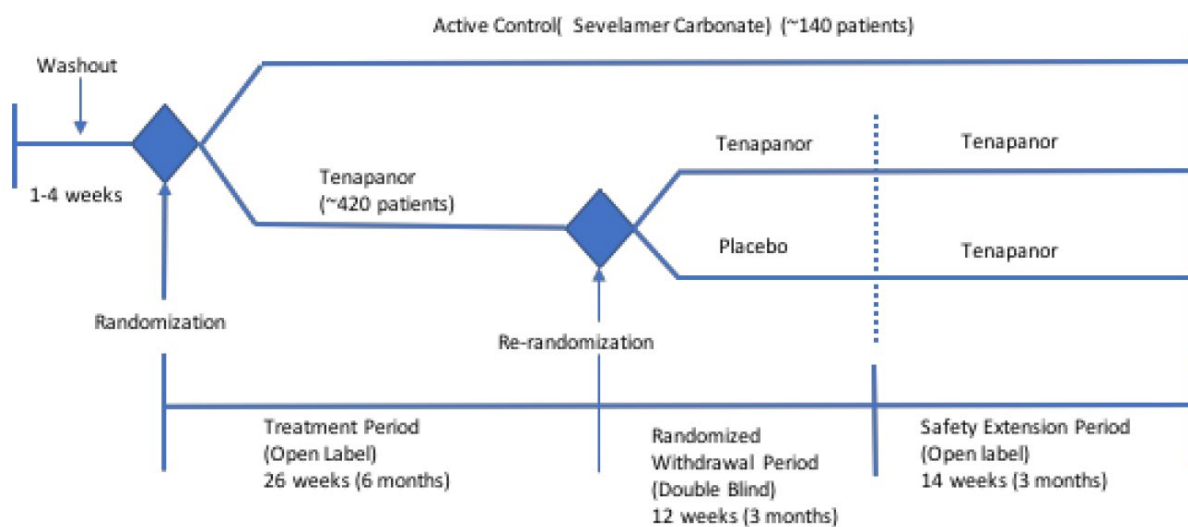 Active Control( Sevelamer Carbonate) (~140 patients)
Washout
1-4 weeks
Tenapanor
(~420 patients)
Tenapanor
Tenapanor
Placebo
Tenapanor
Randomization
Re-randomization
Treatment Period
(Open Label)
26 weeks (6 months)
Randomized
Withdrawal Period
(Double Blind)
12 weeks (3 months)
Safety Extension Period
(Open label)
14 weeks (3 months)